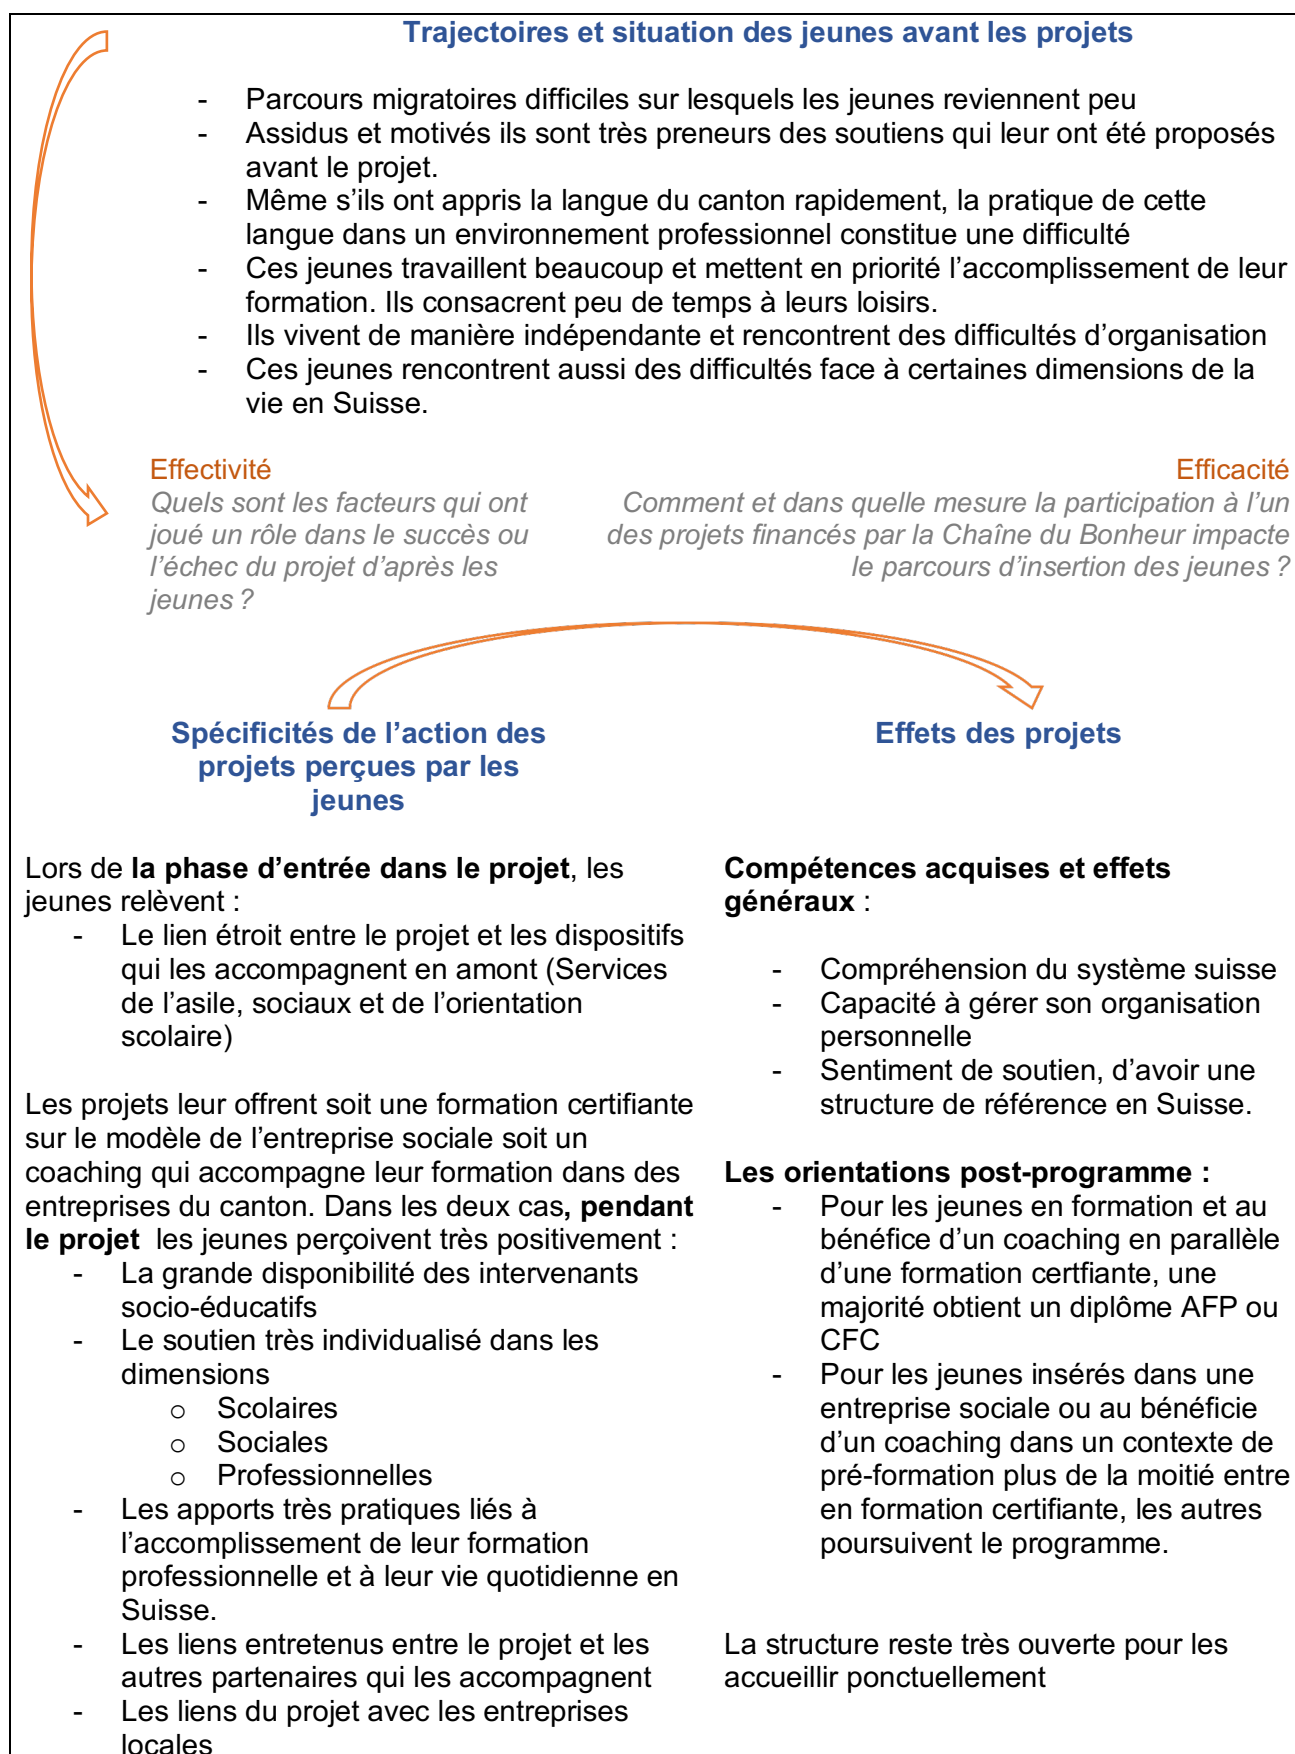 Trajectoires et situation des jeunes avant les projets
- Parcours migratoires difficiles sur lesquels les jeunes reviennent peu
- Assidus et motivés ils sont très preneurs des soutiens qui leur ont été proposés
avant le projet.
- Même s’ils ont appris la langue du canton rapidement, la pratique de cette
langue dans un environnement professionnel constitue une difficulté
- Ces jeunes travaillent beaucoup et mettent en priorité l’accomplissement de leur
formation. Ils consacrent peu de temps à leurs loisirs.
- Ils vivent de manière indépendante et rencontrent des difficultés d’organisation
- Ces jeunes rencontrent aussi des difficultés face à certaines dimensions de la
vie en Suisse.
Effectivité
Quels sont les facteurs qui ont
joué un rôle dans le succès ou
l’échec du projet d’après les
jeunes ?
Efficacité
Comment et dans quelle mesure la participation à l’un
des projets financés par la Chaîne du Bonheur impacte
le parcours d’insertion des jeunes ?
Spécificités de l’action des
projets perçues par les
jeunes
Lors de la phase d’entrée dans le projet, les
jeunes relèvent :
- Le lien étroit entre le projet et les dispositifs
qui les accompagnent en amont (Services
de l’asile, sociaux et de l’orientation
scolaire)
Les projets leur offrent soit une formation certifiante
sur le modèle de l’entreprise sociale soit un
coaching qui accompagne leur formation dans des
entreprises du canton. Dans les deux cas, pendant
le projet les jeunes perçoivent très positivement :
- La grande disponibilité des intervenants
socio-éducatifs
- Le soutien très individualisé dans les
dimensions
o Scolaires
o Sociales
o Professionnelles
- Les apports très pratiques liés à
l’accomplissement de leur formation
professionnelle et à leur vie quotidienne en
Suisse.
- Les liens entretenus entre le projet et les
autres partenaires qui les accompagnent
- Les liens du projet avec les entreprises
locales
Effets des projets
Compétences acquises et effets
généraux :
- Compréhension du système suisse
- Capacité à gérer son organisation
personnelle
- Sentiment de soutien, d’avoir une
structure de référence en Suisse.
Les orientations post-programme :
- Pour les jeunes en formation et au
bénéfice d’un coaching en parallèle
d’une formation certfiante, une
majorité obtient un diplôme AFP ou
CFC
- Pour les jeunes insérés dans une
entreprise sociale ou au bénéficie
d’un coaching dans un contexte de
pré-formation plus de la moitié entre
en formation certifiante, les autres
poursuivent le programme.
La structure reste très ouverte pour les
accueillir ponctuellement